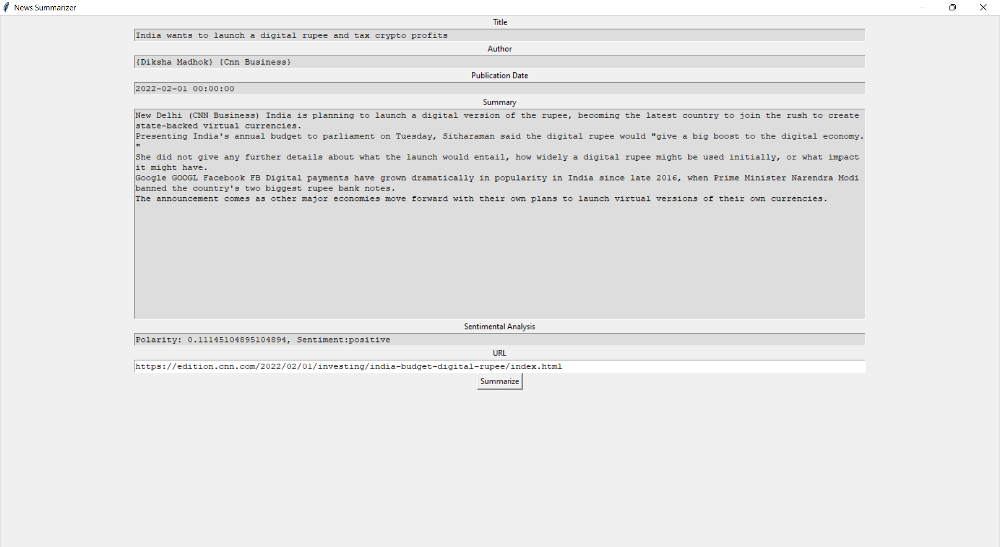 News Summarizer
Title
India wants to launch a digital rupee and tax crypto profits
Author
{Diksha Madhok} {Cnn Business}
Publication Date
2022-02-01 00:00:00
Summary
New Delhi (CNN Business) India is planning to launch a digital version of the rupee, becoming the latest country to join the rush to create
state-backed virtual currencies.
Presenting India's annual budget to parliament on Tuesday, Sitharaman said the digital rupee would "give a big boost to the digital economy.
"
She did not give any further details about what the launch would entail, how widely a digital rupee might be used initially, or what impact
it might have.
Google GOOGL Facebook FB Digital payments have grown dramatically in popularity in India since late 2016, when Prime Minister Narendra Modi
banned the country's two biggest rupee bank notes.
The announcement comes as other major economies move forward with their own plans to launch virtual versions of their own currencies.
Sentimental Analysis
Polarity: 0.11145104895104894, Sentiment:positive
URL
https://edition.cnn.com/2022/02/01/investing/india-budget-digital-rupee/index.html
Summarize